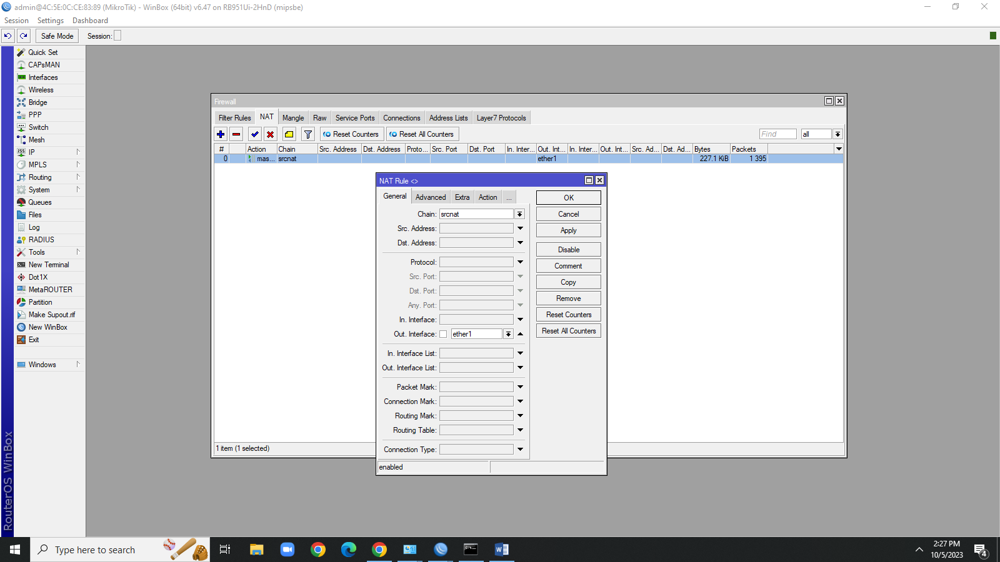 admin@4C:5E:0C:CE:83:89 (MikroTik) - WinBox (64bit) v6.47 on RB951Ui-2HnD (mipsbe)
Session Settings Dashboard
Safe Mode Session:
Quick Set
CAPsMAN
Interfaces
Wireless
Bridge
PPP
Switch
Mesh
IP
MPLS
Routing
System
Queues
Files
Log
RADIUS
Tools
New Terminal
Dot1X
MetaROUTER
Partition
Make Supout.rif
New WinBox
Exit
Windows
RouterOS WinBox
Firewall
Filter Rules NAT Mangle Raw Service Ports Connections Address Lists Layer7 Protocols
Reset Counters Reset All Counters Find all
# Action Chain Src. Address Dst. Address Proto... Src. Port Dst. Port In. Inter... Out. Int... In. Inter... Out. Int... Src. Ad... Dst. Ad... Bytes Packets
0 mas... srcnat ether1 227.1 KiB 1 395
1 item (1 selected)
NAT Rule <>
General Advanced Extra Action ...
Chain: srcnat
Src. Address:
Dst. Address:
Protocol:
Src. Port:
Dst. Port:
Any. Port:
In. Interface:
Out. Interface: ether1
In. Interface List:
Out. Interface List:
Packet Mark:
Connection Mark:
Routing Mark:
Routing Table:
Connection Type:
enabled
OK
Cancel
Apply
Disable
Comment
Copy
Remove
Reset Counters
Reset All Counters
Type here to search
2:27 PM
10/5/2023
4